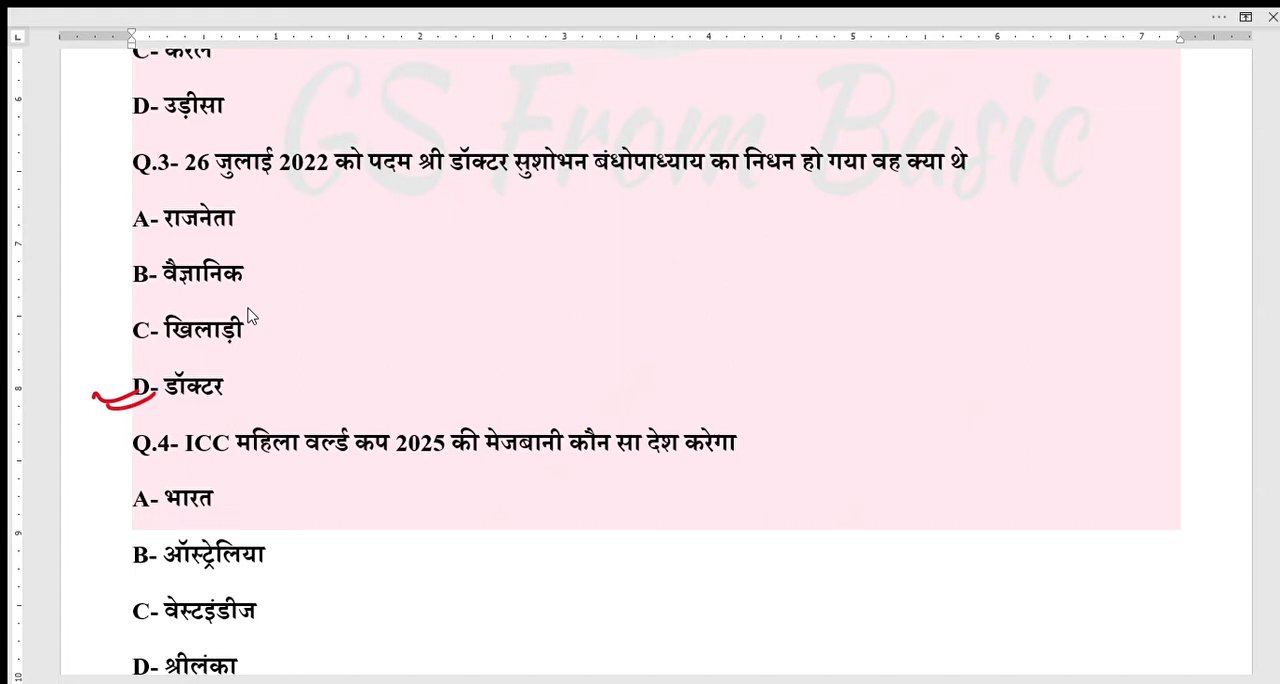 C- केरल
D- उड़ीसा
GS From Basic
Q.3- 26 जुलाई 2022 को पदम श्री डॉक्टर सुशोभन बंधोपाध्याय का निधन हो गया वह क्या थे
A- राजनेता
B- वैज्ञानिक
C- खिलाड़ी
D- डॉक्टर
Q.4- ICC महिला वर्ल्ड कप 2025 की मेजबानी कौन सा देश करेगा
A- भारत
B- ऑस्ट्रेलिया
C- वेस्टइंडीज
D- श्रीलंका